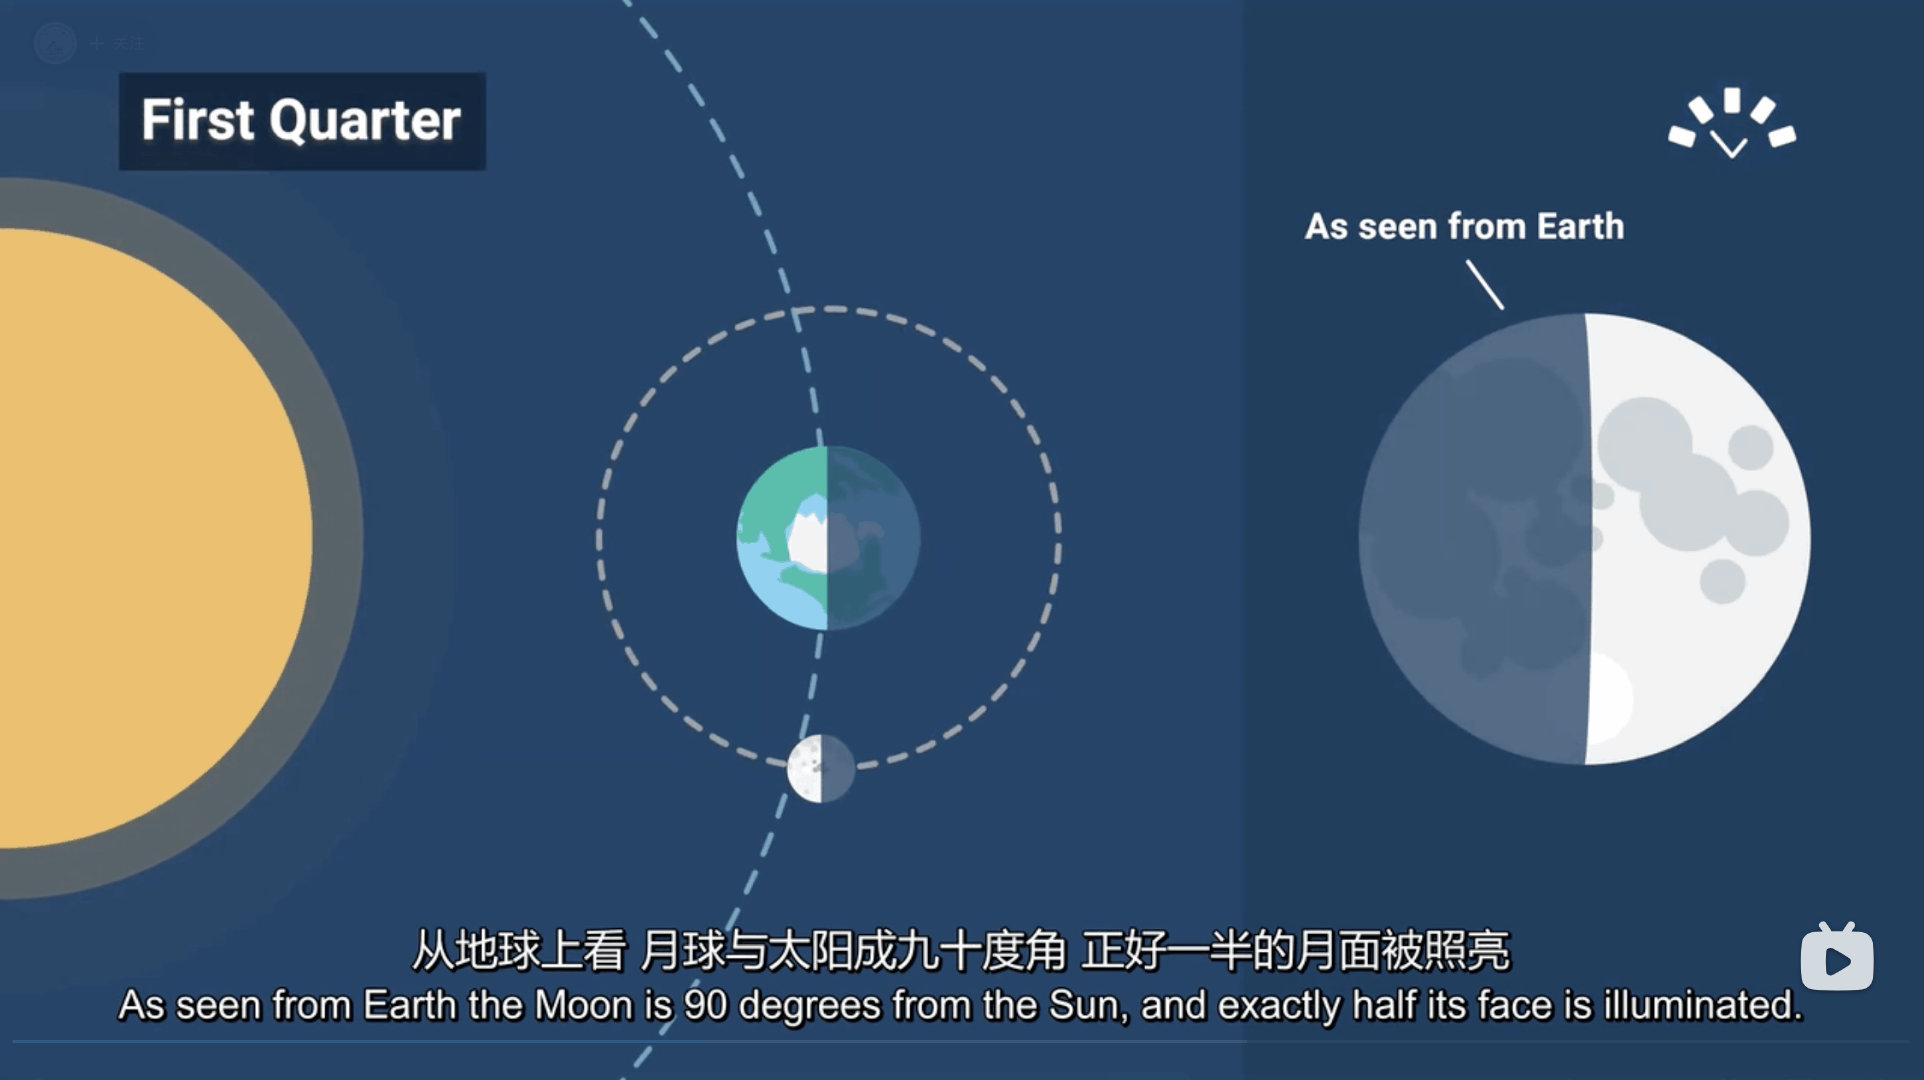 + 关注
First Quarter
As seen from Earth
从地球上看 月球与太阳成九十度角 正好一半的月面被照亮
As seen from Earth the Moon is 90 degrees from the Sun, and exactly half its face is illuminated.